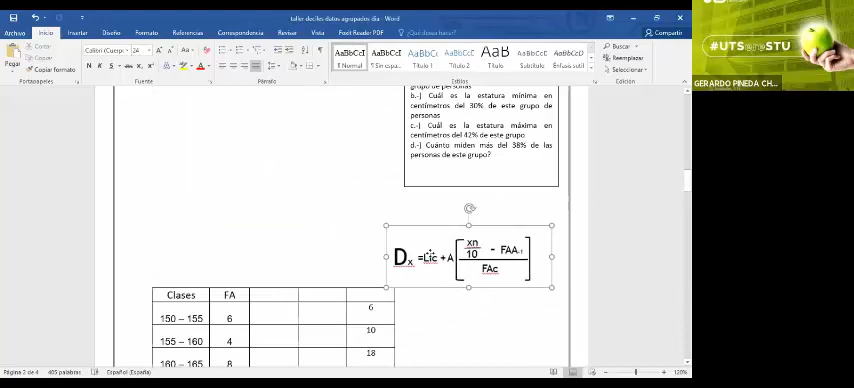 taller deciles datos agrupados dia - Word
Archivo Inicio Insertar Diseño Formato Referencias Correspondencia Revisar Vista Foxit Reader PDF ¿Qué desea hacer? Compartir
Cortar
Copiar
Pegar
Copiar formato
Portapapeles
Calibri (Cuerp 24
N K S
Fuente
Párrafo
AaBbCcI AaBbCcI AaBbCc AaBbCcC AaB AaBbCcC AaBbCcD
¶ Normal ¶ Sin espa... Título 1 Título 2 Título Subtítulo Énfasis sutil
Estilos
Buscar
Reemplazar
Seleccionar
Edición
#UTSereSTU
GERARDO PINEDA CH...
grupo de personas
b.-) Cuál es la estatura mínima en
centímetros del 30% de este grupo de
personas
c.-) Cuál es la estatura máxima en
centímetros del 42% de este grupo
d.-) Cuánto miden más del 38% de las
personas de este grupo?
Dx =Lic + A [ xn/10 - FAA-1 / FAc ]
Clases FA
150 – 155 6 6
155 – 160 4 10
160 – 165 8 18
Página 2 de 4 405 palabras Español (España) 120%